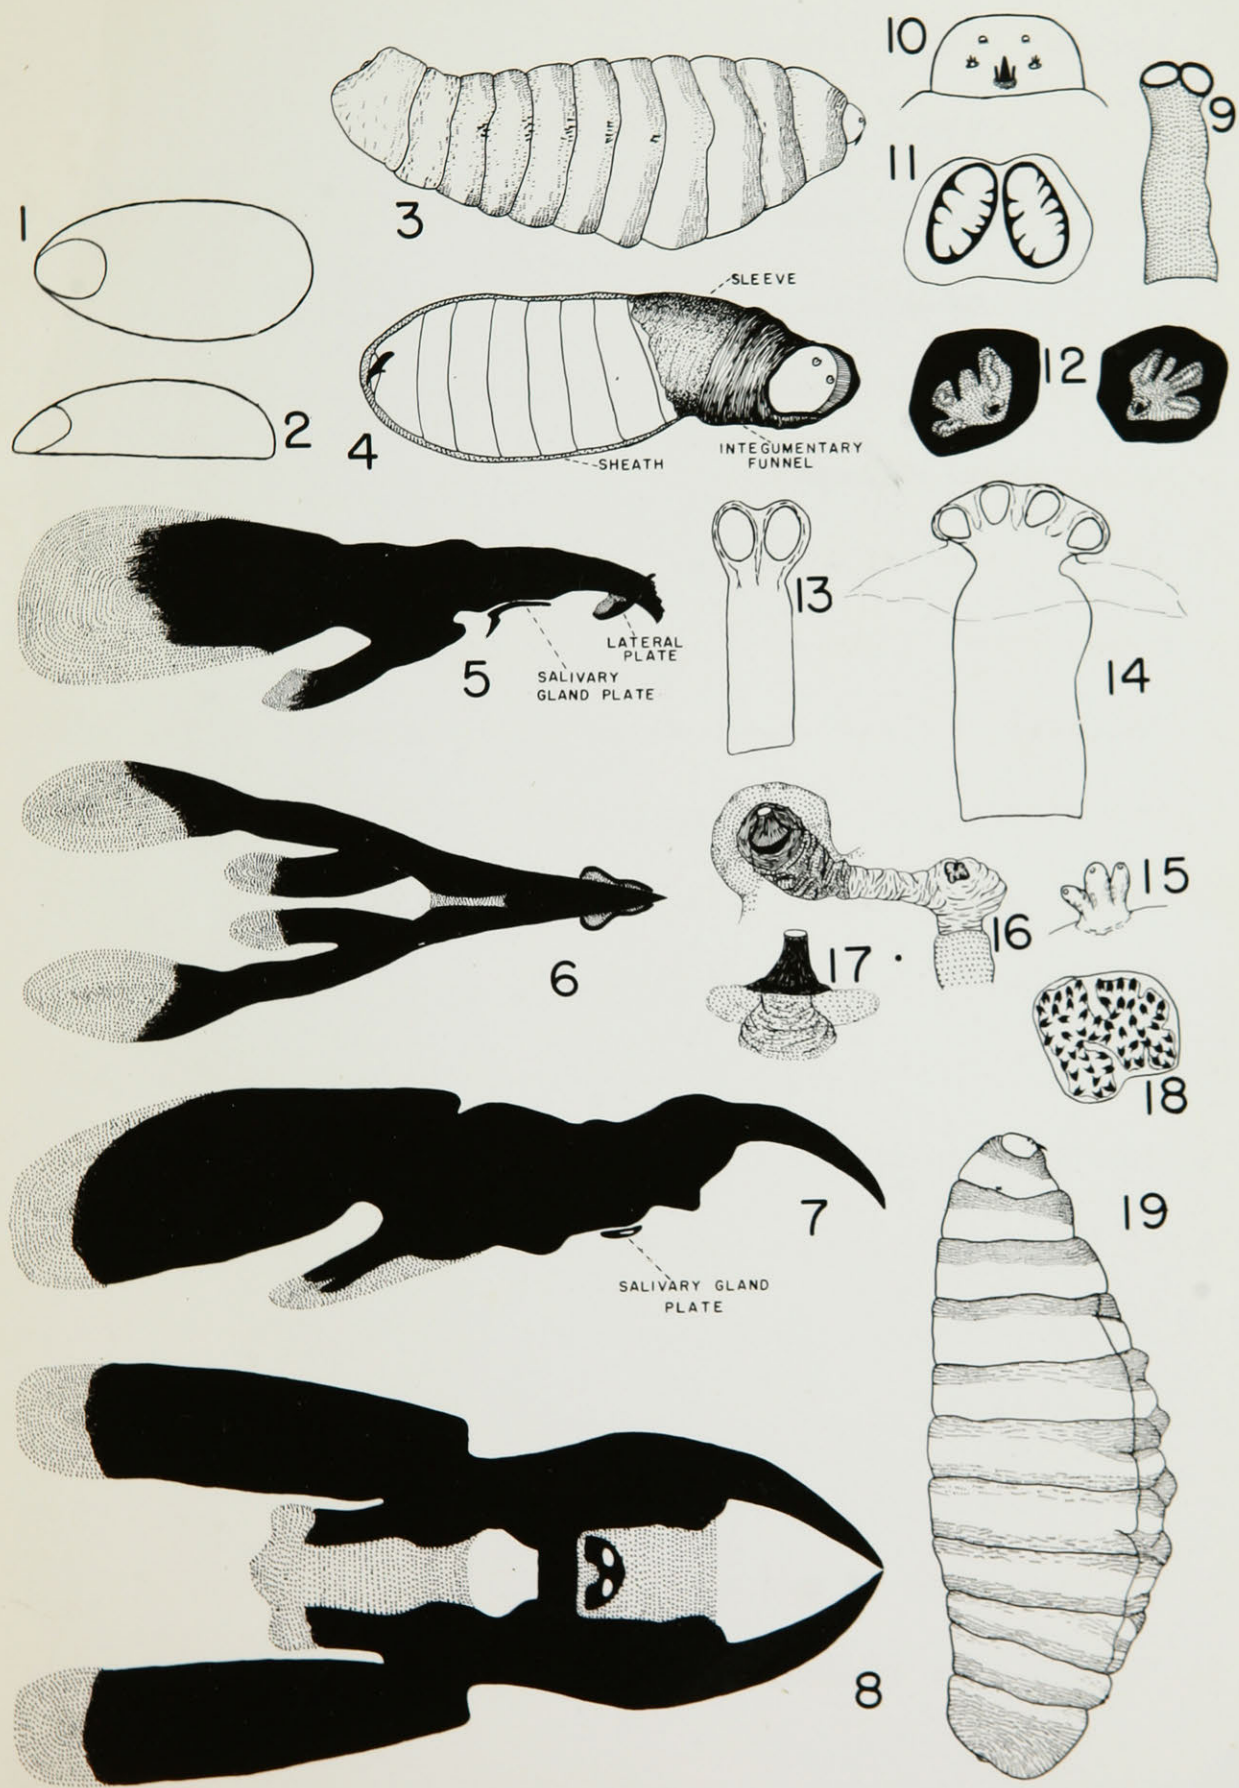 1
2
3
SLEEVE
4
SHEATH
INTEGUMENTARY
FUNNEL
5
SALIVARY
GLAND PLATE
LATERAL
PLATE
6
7
SALIVARY GLAND
PLATE
8
9
10
11
12
13
14
15
16
17
18
19